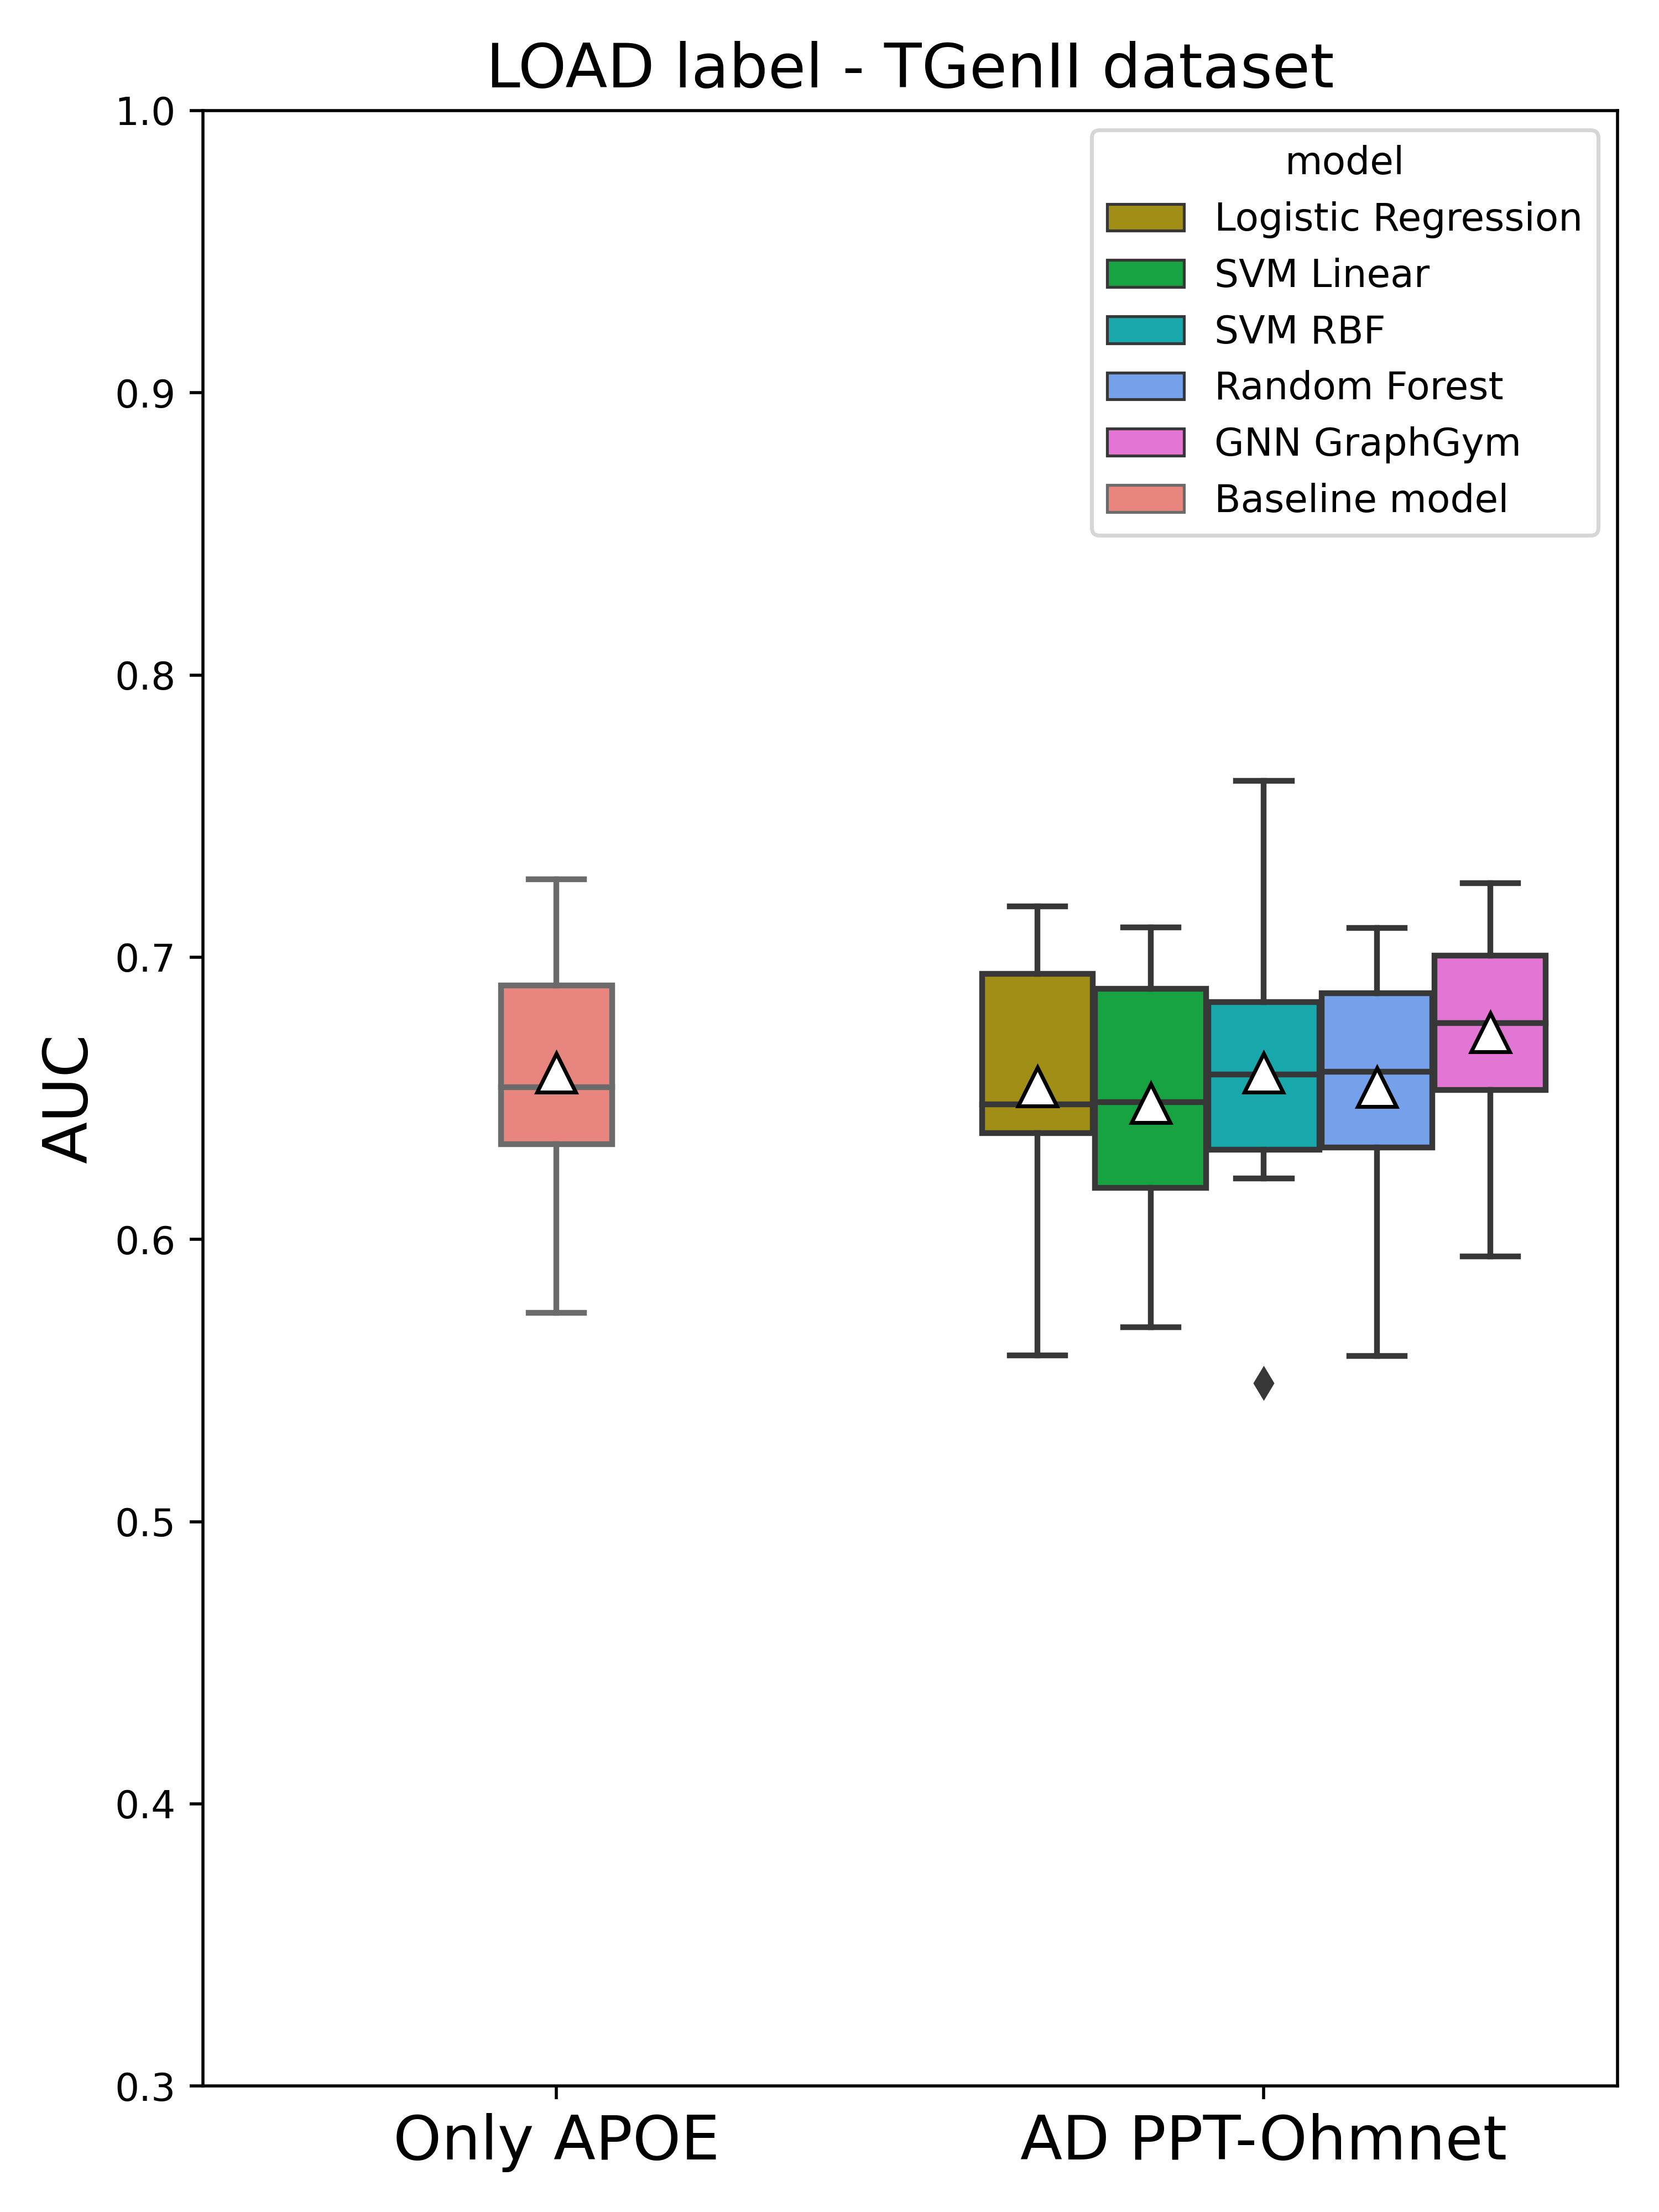 LOAD label - TGenII dataset
1.0
0.9
0.8
0.7
0.6
0.5
0.4
0.3
AUC
model
Logistic Regression
SVM Linear
SVM RBF
Random Forest
GNN GraphGym
Baseline model
Only APOE
AD PPT-Ohmnet